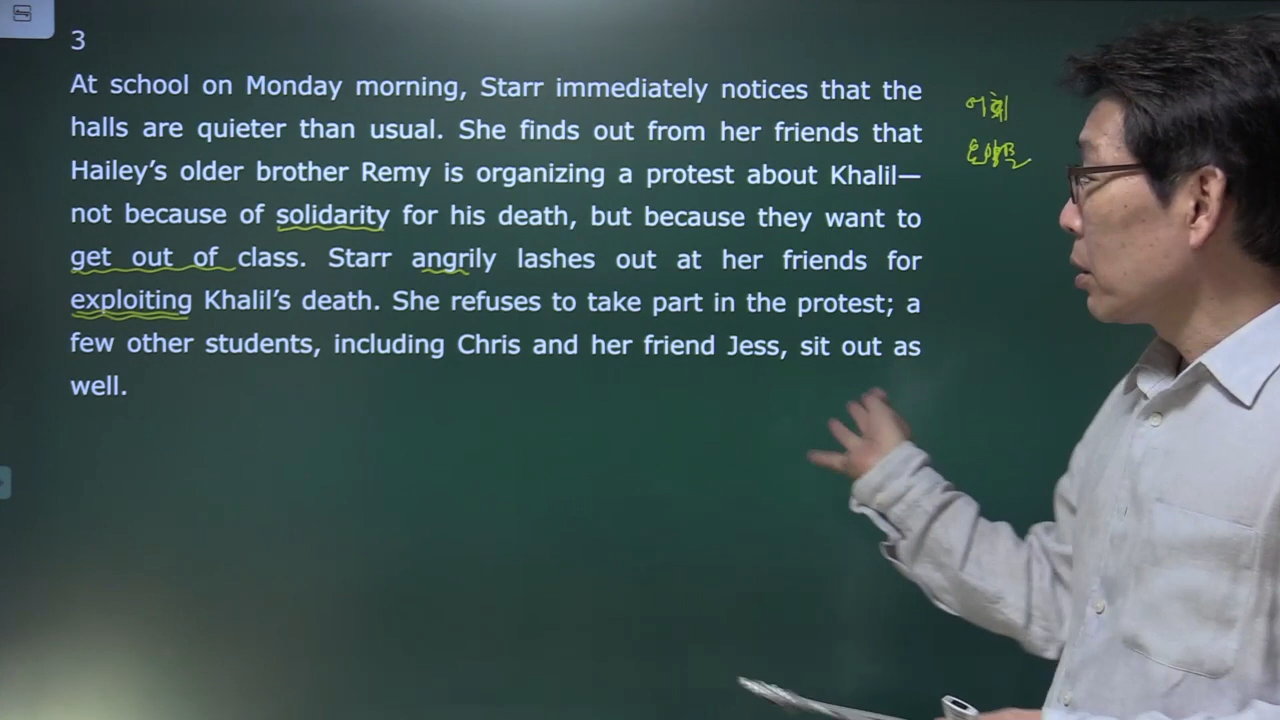 3
At school on Monday morning, Starr immediately notices that the
halls are quieter than usual. She finds out from her friends that
Hailey’s older brother Remy is organizing a protest about Khalil—
not because of solidarity for his death, but because they want to
get out of class. Starr angrily lashes out at her friends for
exploiting Khalil’s death. She refuses to take part in the protest; a
few other students, including Chris and her friend Jess, sit out as
well.
어휘